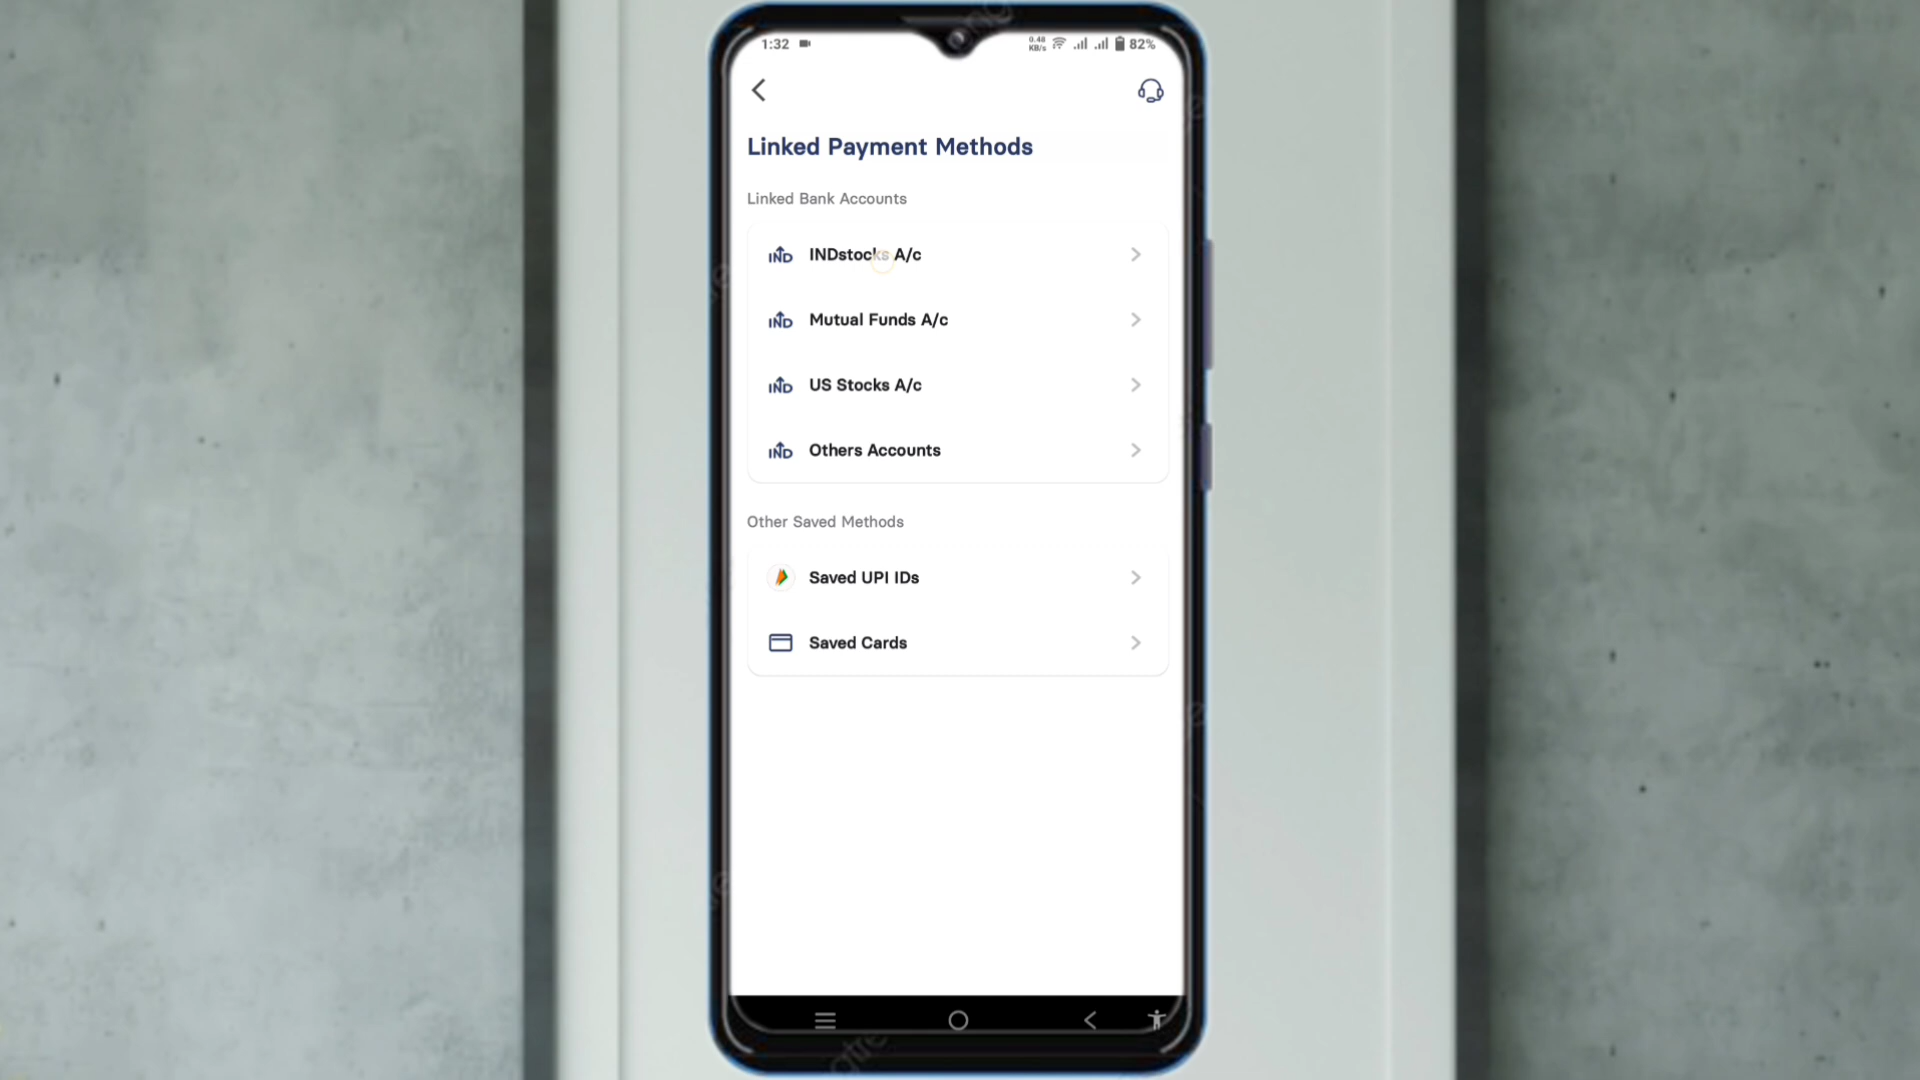 1:32
0.48
KB/s
82%
Linked Payment Methods
Linked Bank Accounts
IND INDstocks A/c
IND Mutual Funds A/c
IND US Stocks A/c
IND Others Accounts
Other Saved Methods
Saved UPI IDs
Saved Cards